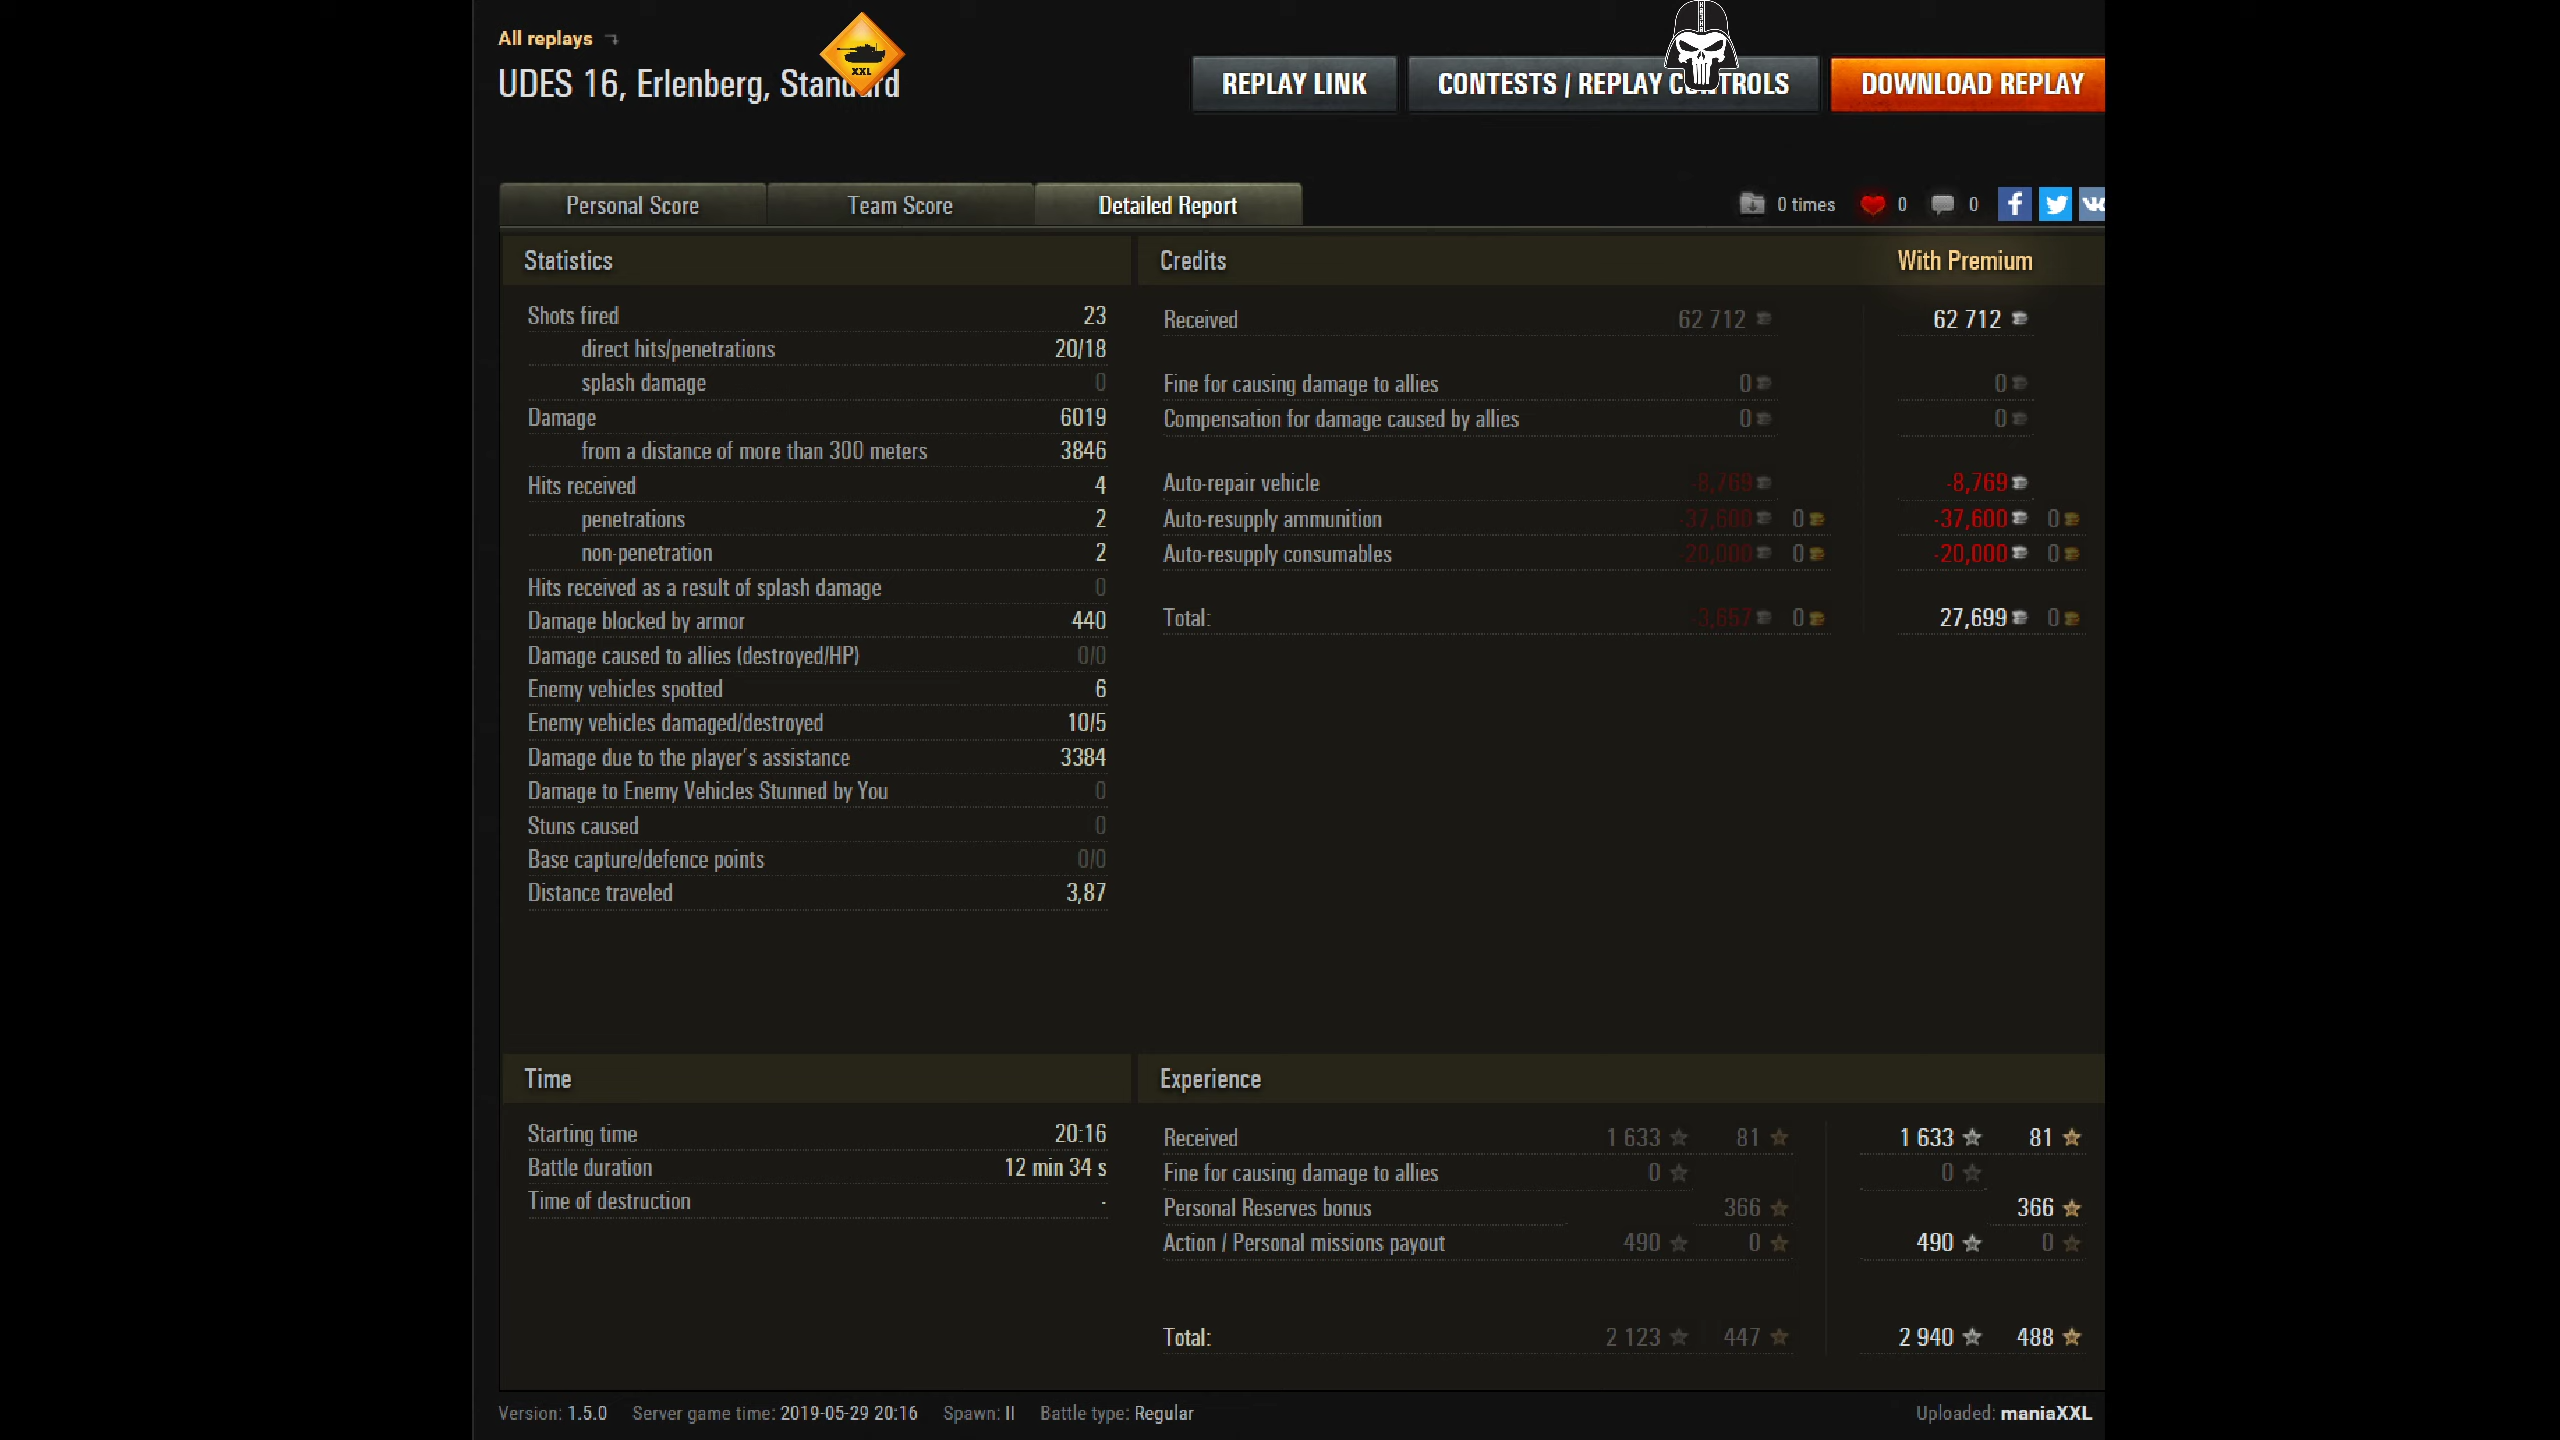 All replays
UDES 16, Erlenberg, Standard
XXL
REPLAY LINK
CONTESTS / REPLAY CONTROLS
DOWNLOAD REPLAY
Personal Score
Team Score
Detailed Report
0 times
0
0
Statistics
Shots fired 23
direct hits/penetrations 20/18
splash damage 0
Damage 6019
from a distance of more than 300 meters 3846
Hits received 4
penetrations 2
non-penetration 2
Hits received as a result of splash damage 0
Damage blocked by armor 440
Damage caused to allies (destroyed/HP) 0/0
Enemy vehicles spotted 6
Enemy vehicles damaged/destroyed 10/5
Damage due to the player's assistance 3384
Damage to Enemy Vehicles Stunned by You 0
Stuns caused 0
Base capture/defence points 0/0
Distance traveled 3,87
Credits With Premium
Received 62 712 62 712
Fine for causing damage to allies 0 0
Compensation for damage caused by allies 0 0
Auto-repair vehicle -8,769 -8,769
Auto-resupply ammunition -37,600 0 -37,600 0
Auto-resupply consumables -20,000 0 -20,000 0
Total: -3,657 0 27,699 0
Time
Starting time 20:16
Battle duration 12 min 34 s
Time of destruction -
Experience
Received 1 633 81 1 633 81
Fine for causing damage to allies 0 0
Personal Reserves bonus 366 366
Action / Personal missions payout 490 0 490 0
Total: 2 123 447 2 940 488
Version: 1.5.0 Server game time: 2019-05-29 20:16 Spawn: II Battle type: Regular
Uploaded: maniaXXL